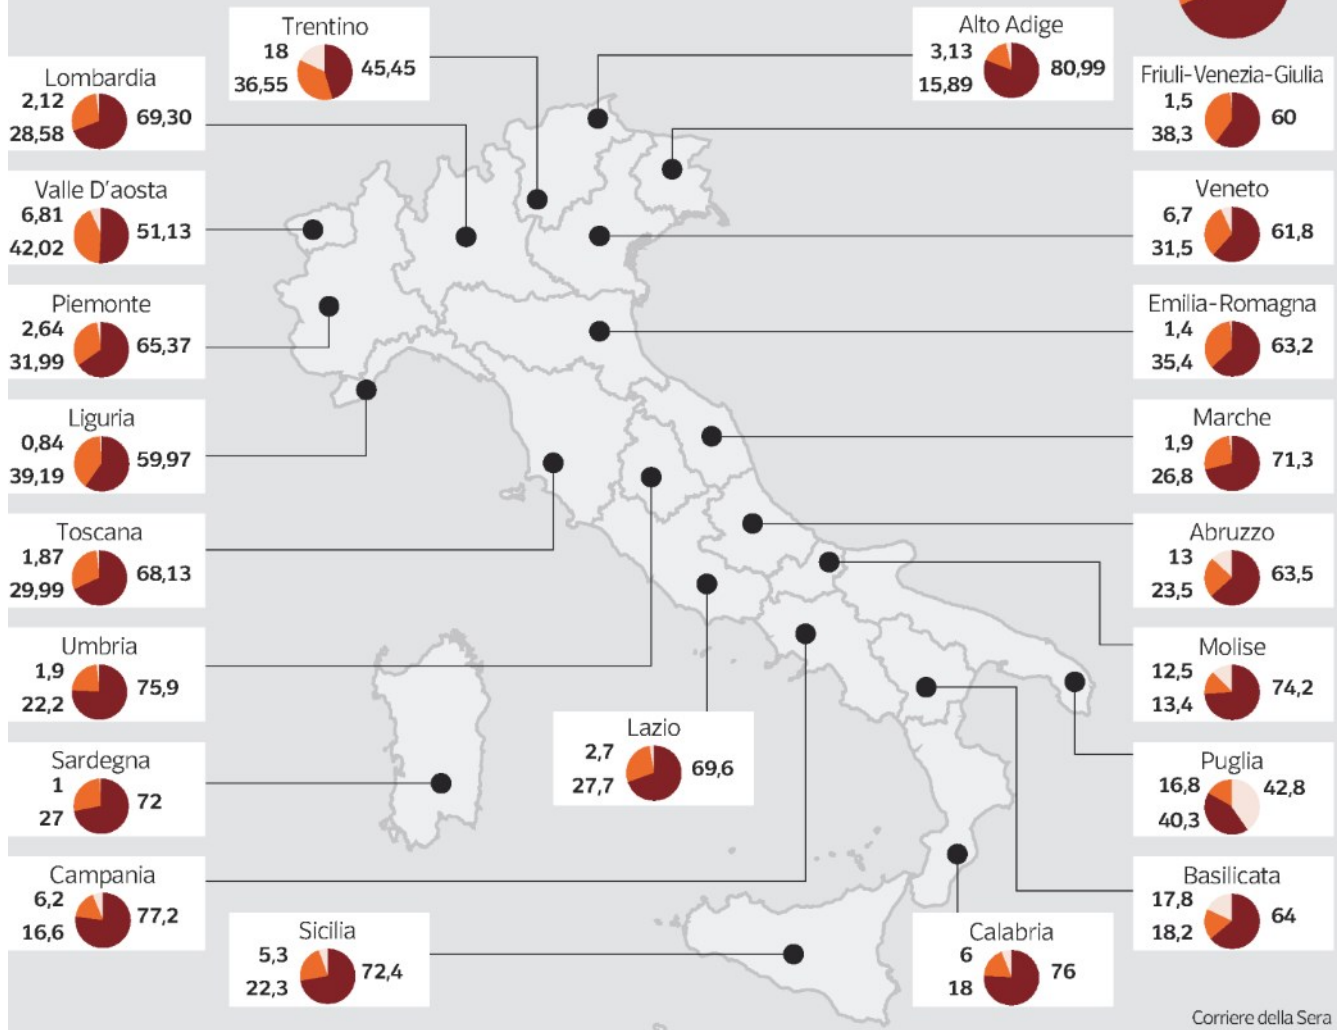 Trentino
18
36,55
45,45
Alto Adige
3,13
15,89
80,99
Lombardia
2,12
28,58
69,30
Friuli-Venezia-Giulia
1,5
38,3
60
Valle D'aosta
6,81
42,02
51,13
Veneto
6,7
31,5
61,8
Piemonte
2,64
31,99
65,37
Emilia-Romagna
1,4
35,4
63,2
Liguria
0,84
39,19
59,97
Marche
1,9
26,8
71,3
Toscana
1,87
29,99
68,13
Abruzzo
13
23,5
63,5
Umbria
1,9
22,2
75,9
Molise
12,5
13,4
74,2
Lazio
2,7
27,7
69,6
Sardegna
1
27
72
Puglia
16,8
40,3
42,8
Campania
6,2
16,6
77,2
Basilicata
17,8
18,2
64
Sicilia
5,3
22,3
72,4
Calabria
6
18
76
Corriere della Sera